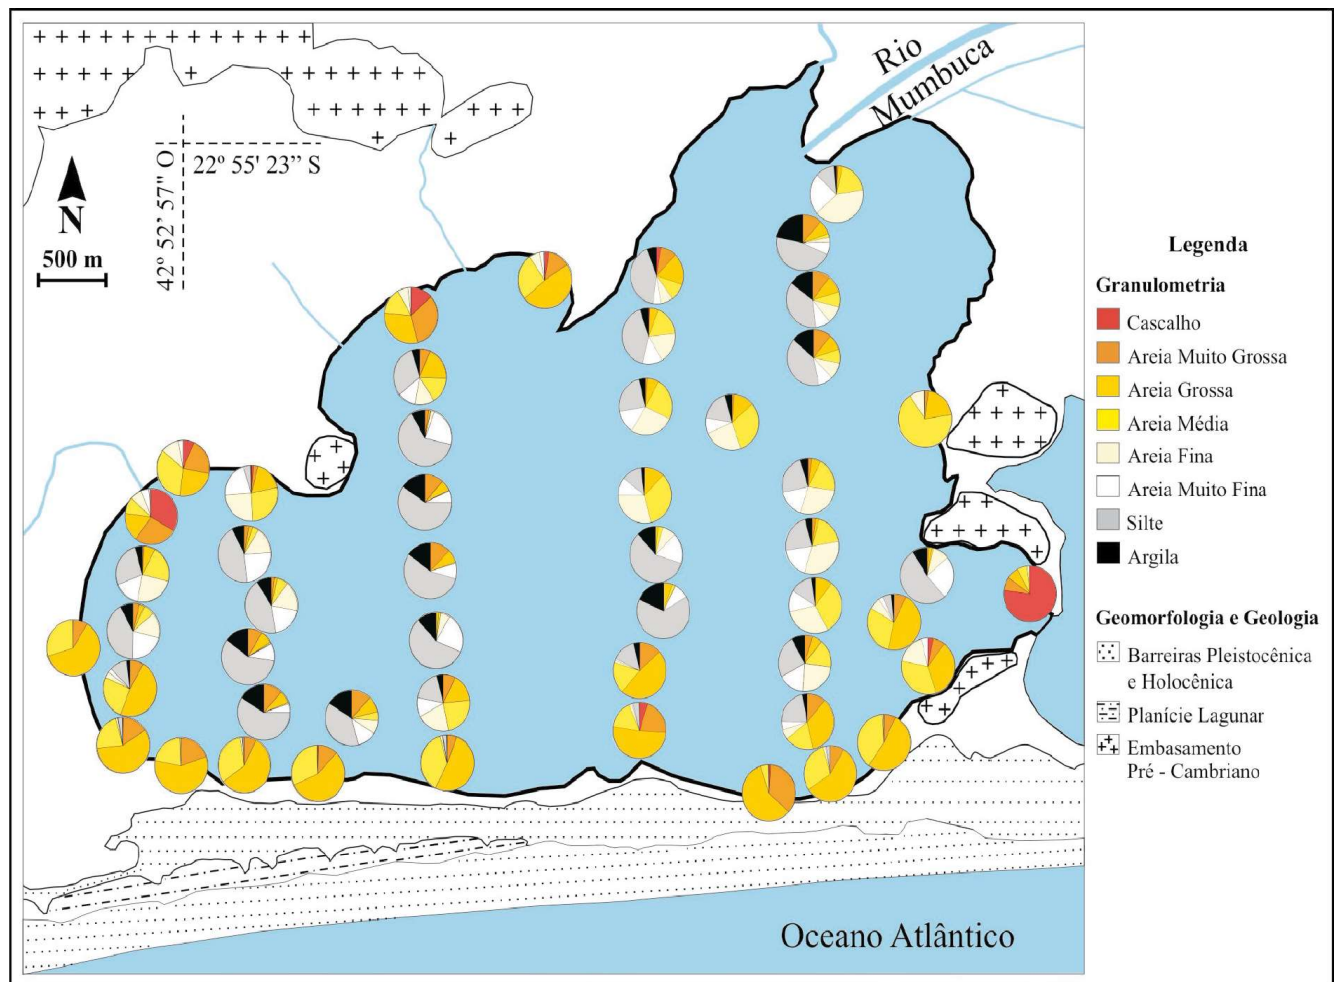 Rio
Mumbuca
42º 52’ 57" O
22º 55' 23” S
N
500 m
Oceano Atlântico
Legenda
Granulometria
Cascalho
Areia Muito Grossa
Areia Grossa
Areia Média
Areia Fina
Areia Muito Fina
Silte
Argila
Geomorfologia e Geologia
Barreiras Pleistocênica
e Holocênica
Planície Lagunar
Embasamento
Pré - Cambriano